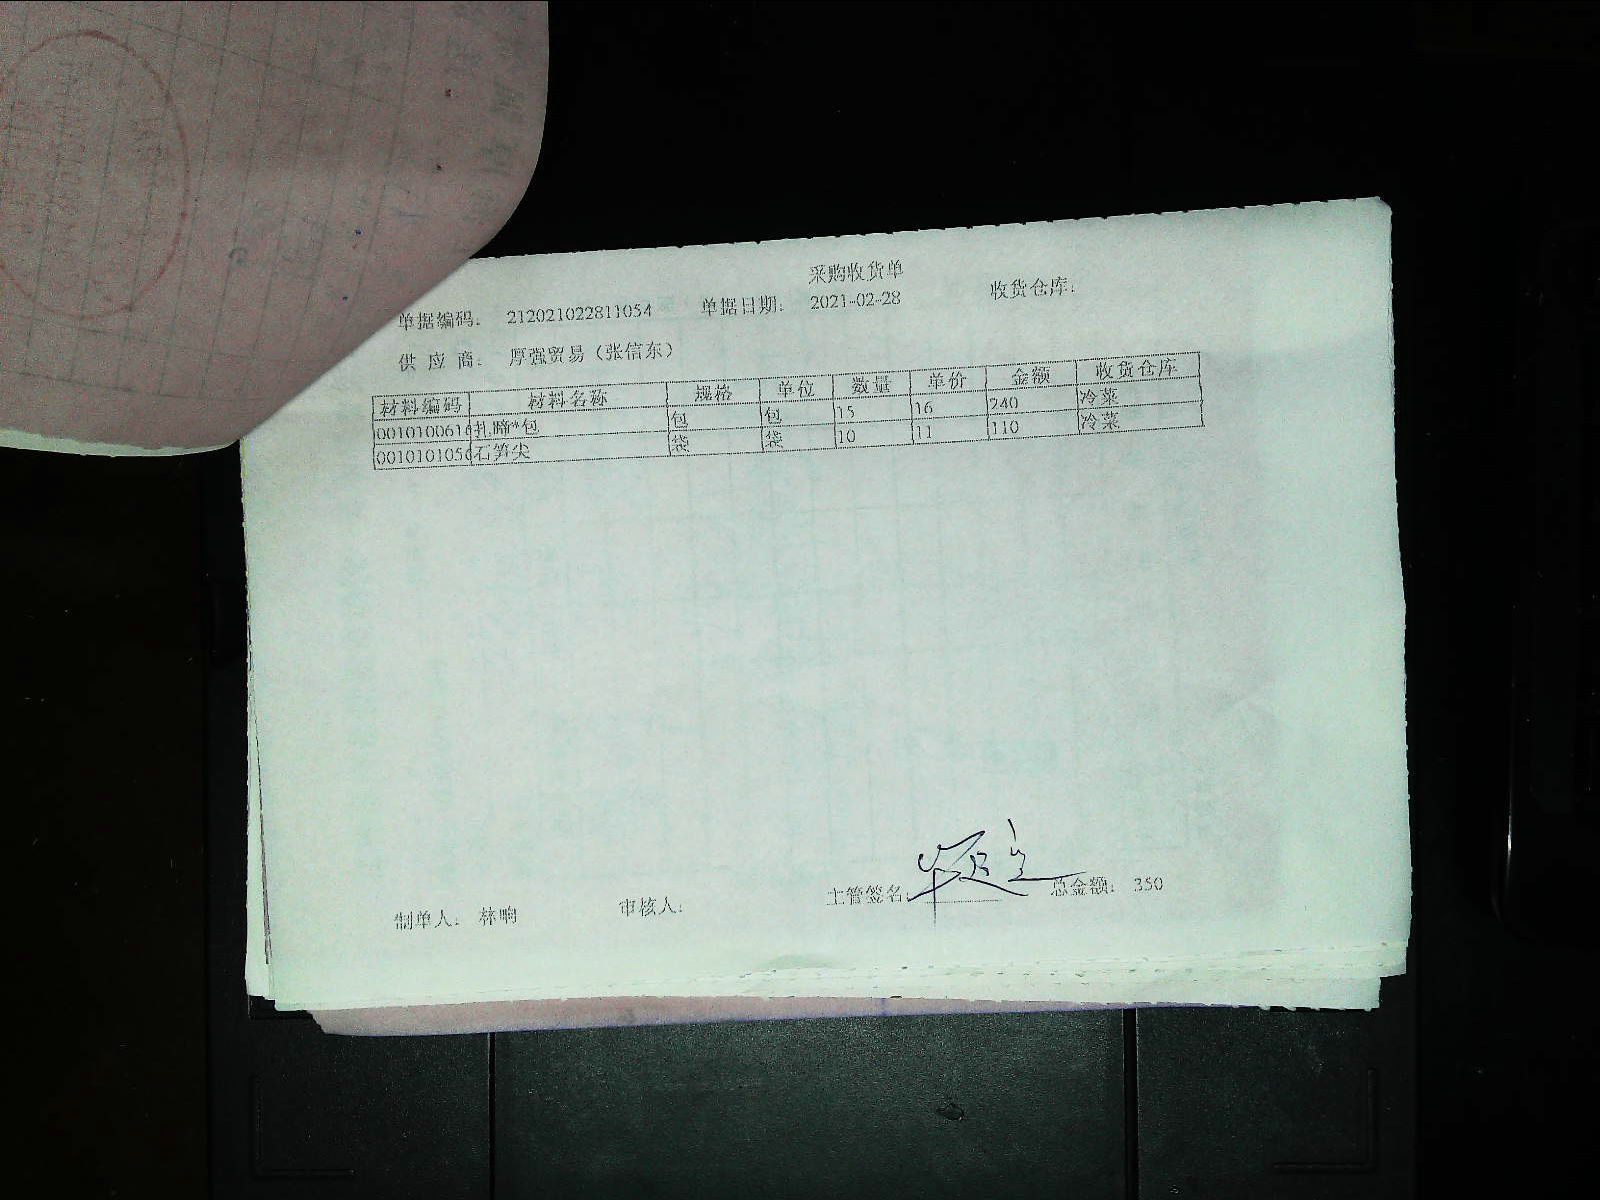 采购收货单
单据编码: 212021022811054 单据日期: 2021-02-28 收货仓库:
供 应 商: 厚强贸易（张信东）
材料编码 材料名称 规格 单位 数量 单价 金额 收货仓库
0010100616 扎蹄*包 包 包 15 16 240 冷菜
001010105 石笋尖 袋 袋 10 11 110 冷菜
制单人: 林 审核人: 主管签名: 总金额: 350